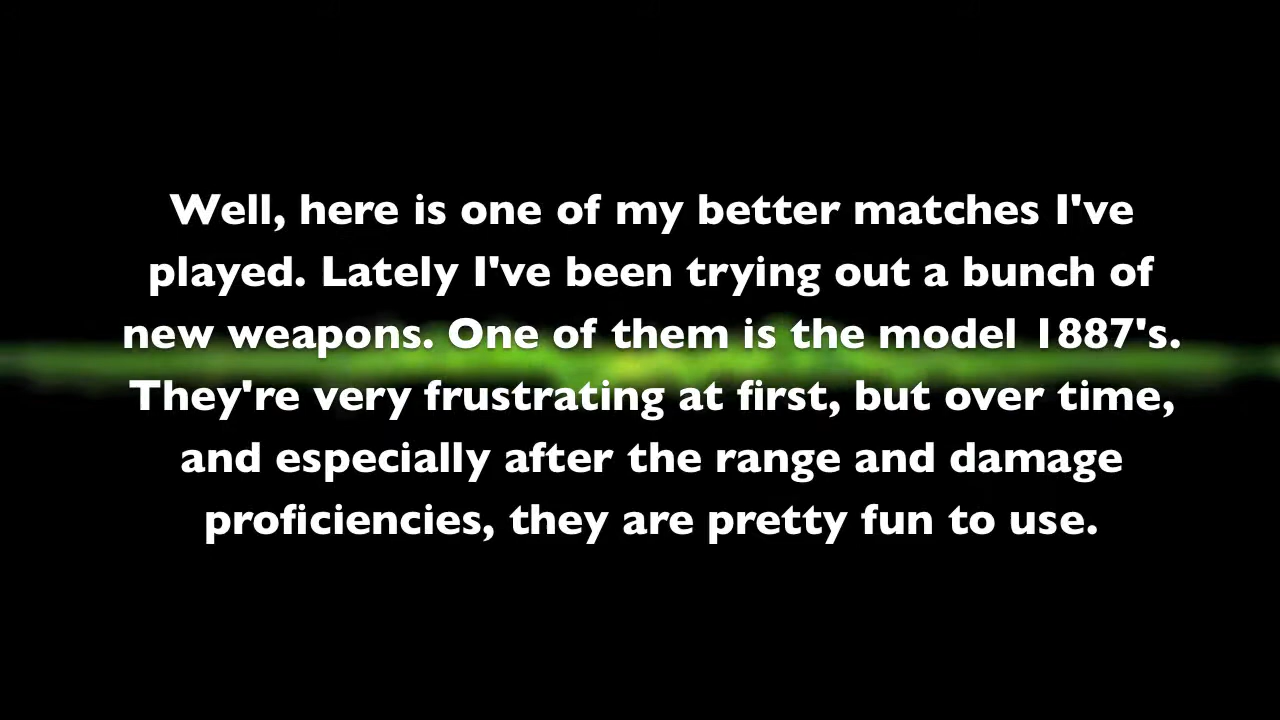 Well, here is one of my better matches I've
played. Lately I've been trying out a bunch of
new weapons. One of them is the model 1887's.
They're very frustrating at first, but over time,
and especially after the range and damage
proficiencies, they are pretty fun to use.